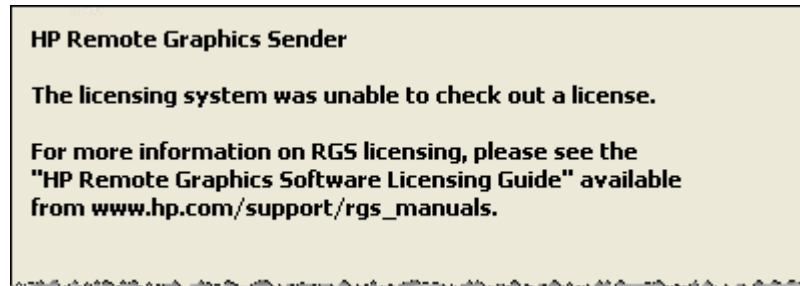 HP Remote Graphics Sender
The licensing system was unable to check out a license.
For more information on RGS licensing, please see the
"HP Remote Graphics Software Licensing Guide" available
from www.hp.com/support/rgs_manuals.